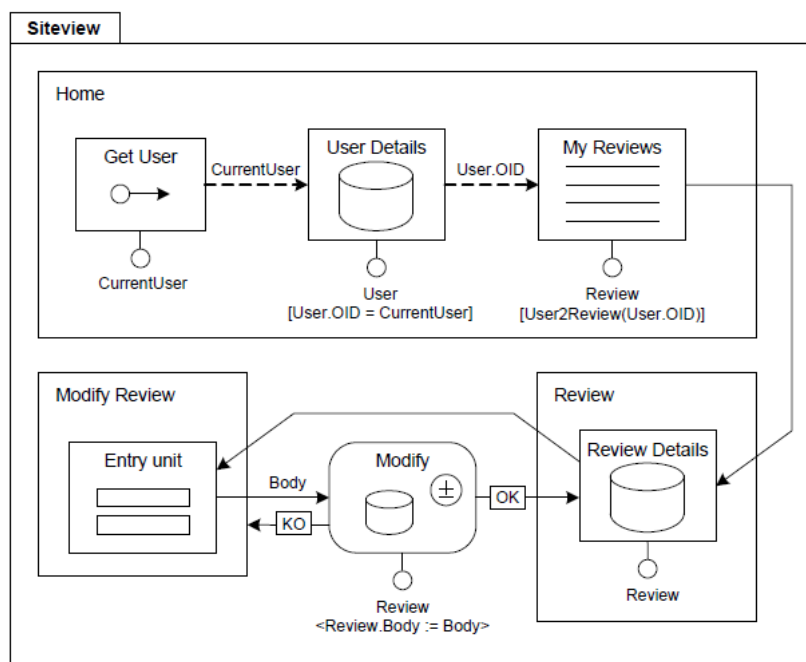 Siteview
Home
Get User
CurrentUser
User Details
User.OID
My Reviews
CurrentUser
User
[User.OID = CurrentUser]
Review
[User2Review(User.OID)]
Modify Review
Review
Entry unit
Body
Modify
±
OK
Review Details
KO
Review
<Review.Body := Body>
Review